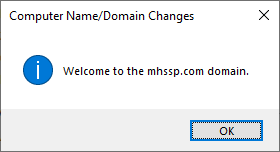 Computer Name/Domain Changes
Welcome to the mhssp.com domain.
OK